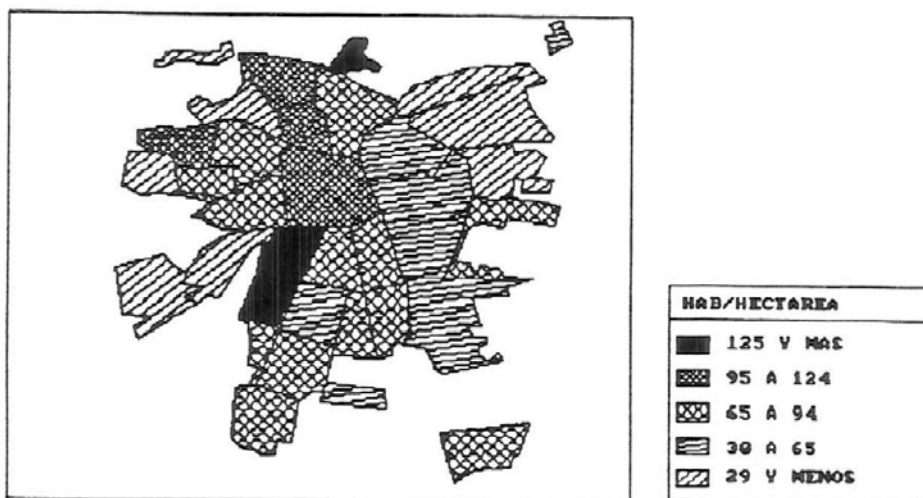 HAB/HECTAREA
125 Y MAS
95 A 124
65 A 94
30 A 65
29 Y MENOS